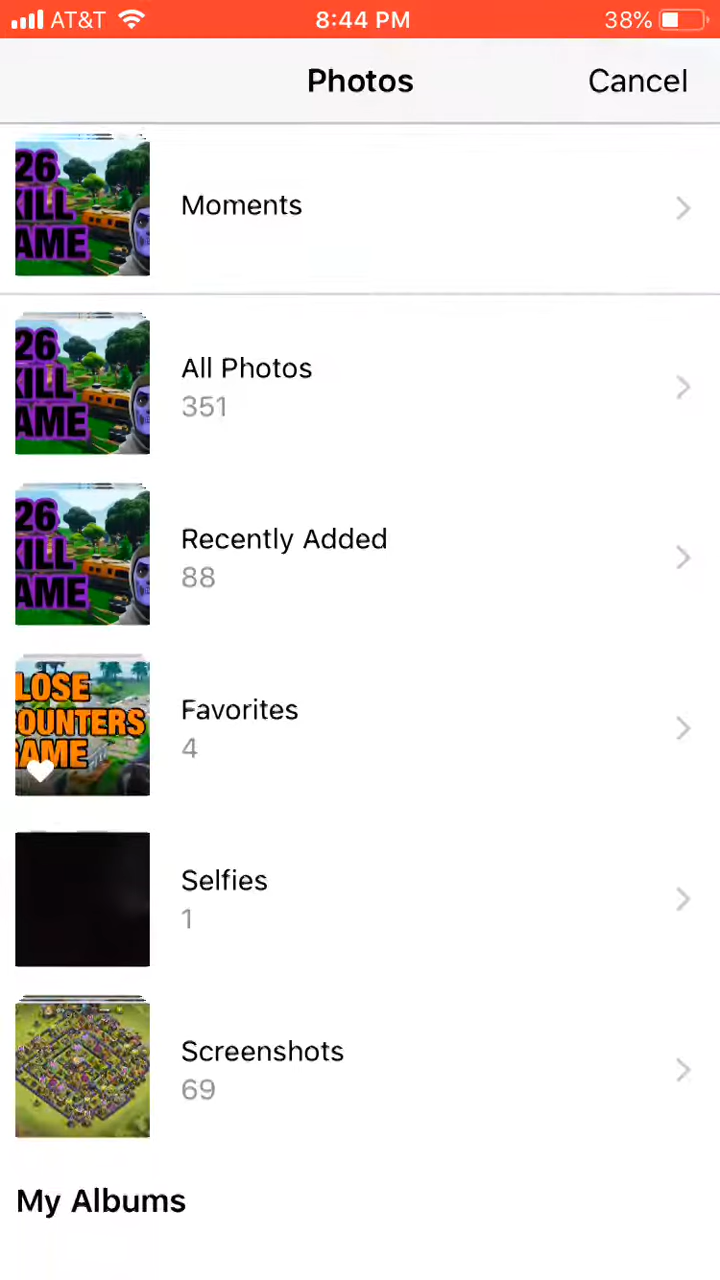 AT&T 8:44 PM 38%
Photos Cancel
26
KILL
AME
Moments
26
KILL
AME
All Photos
351
26
KILL
AME
Recently Added
88
LOSE
OUNTERS
GAME
Favorites
4
Selfies
1
Screenshots
69
My Albums